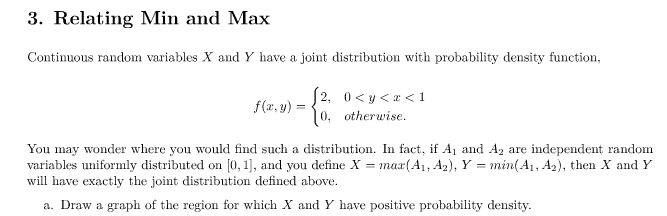 3. Relating Min and Max
Continuous random variables X and Y have a joint distribution with probability density function,
f(x, y) = { 2, 0 < y < x < 1
0, otherwise.
You may wonder where you would find such a distribution. In fact, if A₁ and A₂ are independent random
variables uniformly distributed on [0, 1], and you define X = max(A₁, A₂), Y = min(A₁, A₂), then X and Y
will have exactly the joint distribution defined above.
a. Draw a graph of the region for which X and Y have positive probability density.